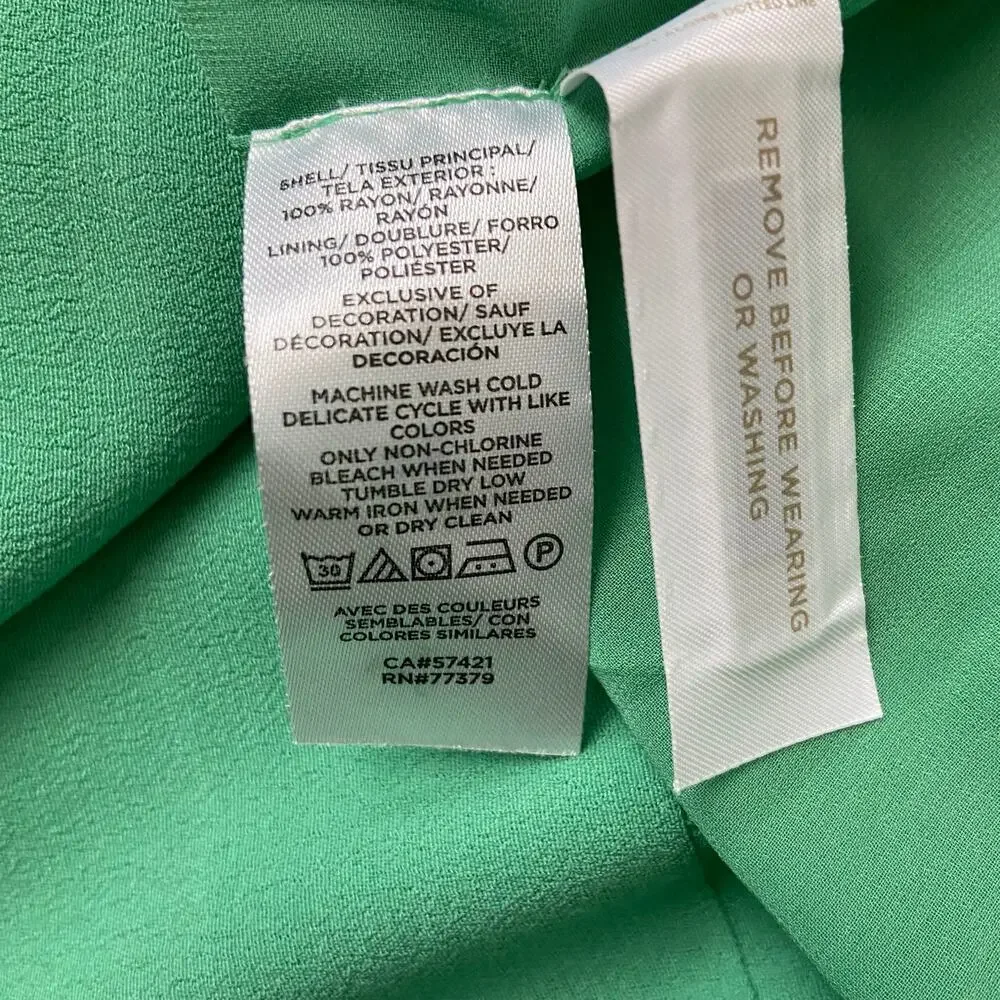 SHELL/ TISSU PRINCIPAL/
TELA EXTERIOR :
100% RAYON/ RAYONNE/
RAYÓN
LINING/ DOUBLURE/ FORRO
100% POLYESTER/
POLIÉSTER
EXCLUSIVE OF
DECORATION/ SAUF
DÉCORATION/ EXCLUYE LA
DECORACIÓN
MACHINE WASH COLD
DELICATE CYCLE WITH LIKE
COLORS
ONLY NON-CHLORINE
BLEACH WHEN NEEDED
TUMBLE DRY LOW
WARM IRON WHEN NEEDED
OR DRY CLEAN
30 P
AVEC DES COULEURS
SEMBLABLES/ CON
COLORES SIMILARES
CA#57421
RN#77379
DOTTED LINE
REMOVE BEFORE WEARING
OR WASHING